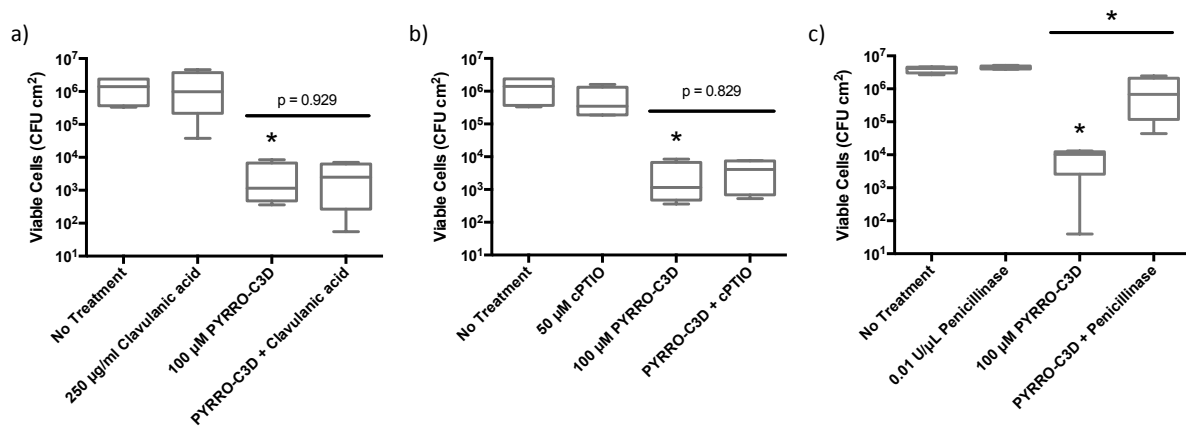 a)
Viable Cells (CFU cm²)
10⁷
10⁶
10⁵
10⁴
10³
10²
10¹
p = 0.929
*
No Treatment
250 µg/ml Clavulanic acid
100 µM PYRRO-C3D
PYRRO-C3D + Clavulanic acid
b)
Viable Cells (CFU cm²)
10⁷
10⁶
10⁵
10⁴
10³
10²
10¹
p = 0.829
*
No Treatment
50 µM cPTIO
100 µM PYRRO-C3D
PYRRO-C3D + cPTIO
c)
Viable Cells (CFU cm²)
10⁷
10⁶
10⁵
10⁴
10³
10²
10¹
*
*
No Treatment
0.01 U/µL Penicillinase
100 µM PYRRO-C3D
PYRRO-C3D + Penicillinase